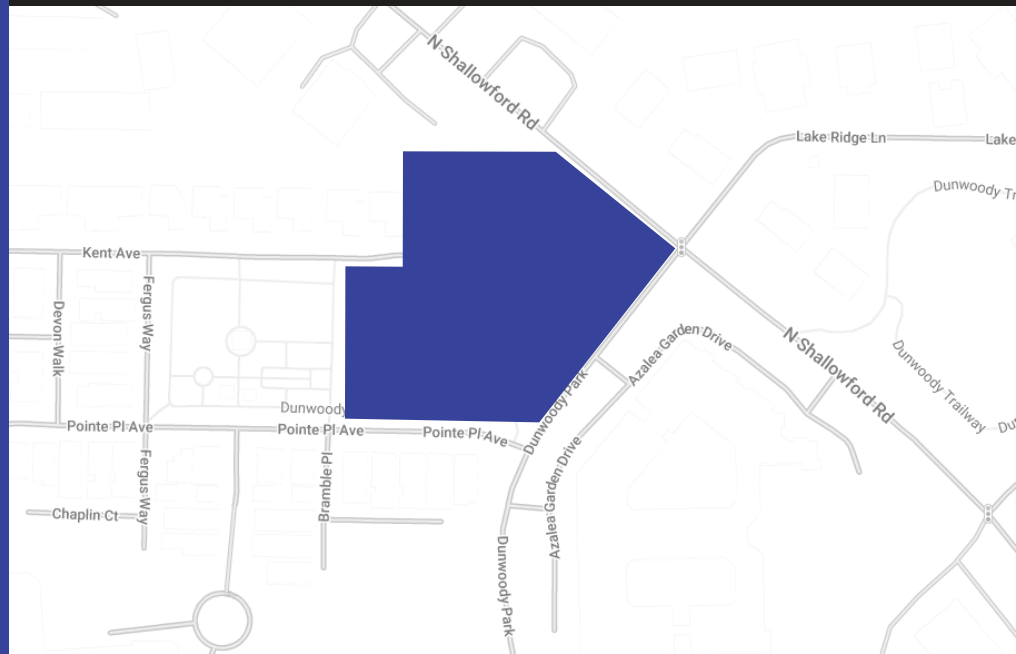 N Shallowford Rd
Lake Ridge Ln
Lake
Dunwoody Tr
Kent Ave
Fergus Way
Devon Walk
Azalea Garden Drive
N Shallowford Rd
Dunwoody Trailway
Dunwoody Park
Dunwoody
Pointe Pl Ave
Pointe Pl Ave
Pointe Pl Ave
Du
Azalea Garden Drive
Fergus Way
Bramble Pl
Chaplin Ct
Dunwoody Park